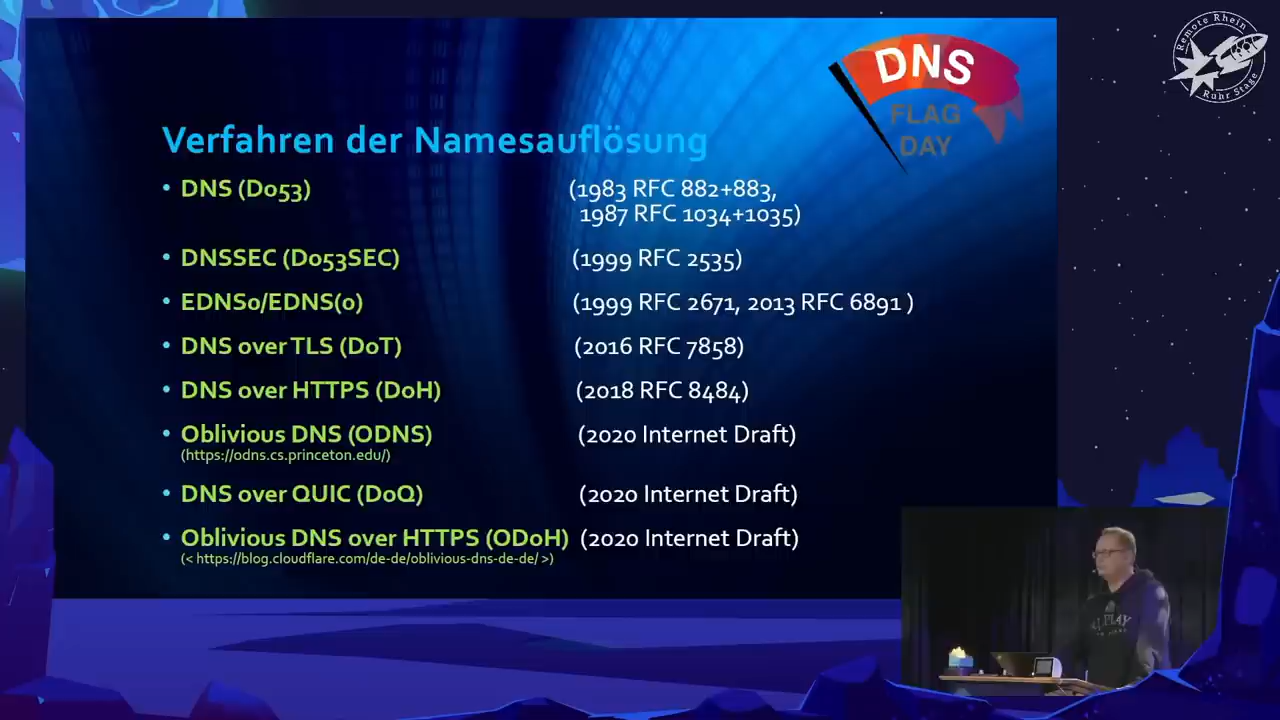 Remote Rhein
Ruhr Stage
DNS
FLAG
DAY
Verfahren der Namesauflösung
• DNS (Do53) (1983 RFC 882+883,
1987 RFC 1034+1035)
• DNSSEC (Do53SEC) (1999 RFC 2535)
• EDNS0/EDNS(0) (1999 RFC 2671, 2013 RFC 6891 )
• DNS over TLS (DoT) (2016 RFC 7858)
• DNS over HTTPS (DoH) (2018 RFC 8484)
• Oblivious DNS (ODNS) (2020 Internet Draft)
(https://odns.cs.princeton.edu/)
• DNS over QUIC (DoQ) (2020 Internet Draft)
• Oblivious DNS over HTTPS (ODoH) (2020 Internet Draft)
(< https://blog.cloudflare.com/de-de/oblivious-dns-de-de/ >)